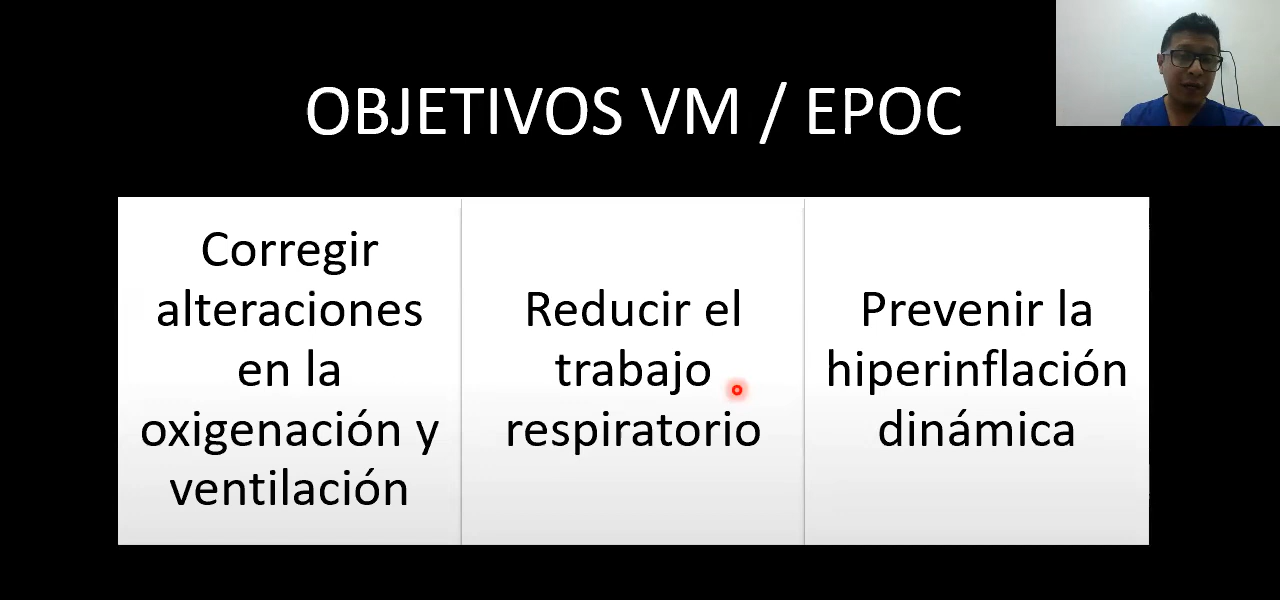 OBJETIVOS VM / EPOC
Corregir
alteraciones
en la
oxigenación y
ventilación
Reducir el
trabajo
respiratorio
Prevenir la
hiperinflación
dinámica